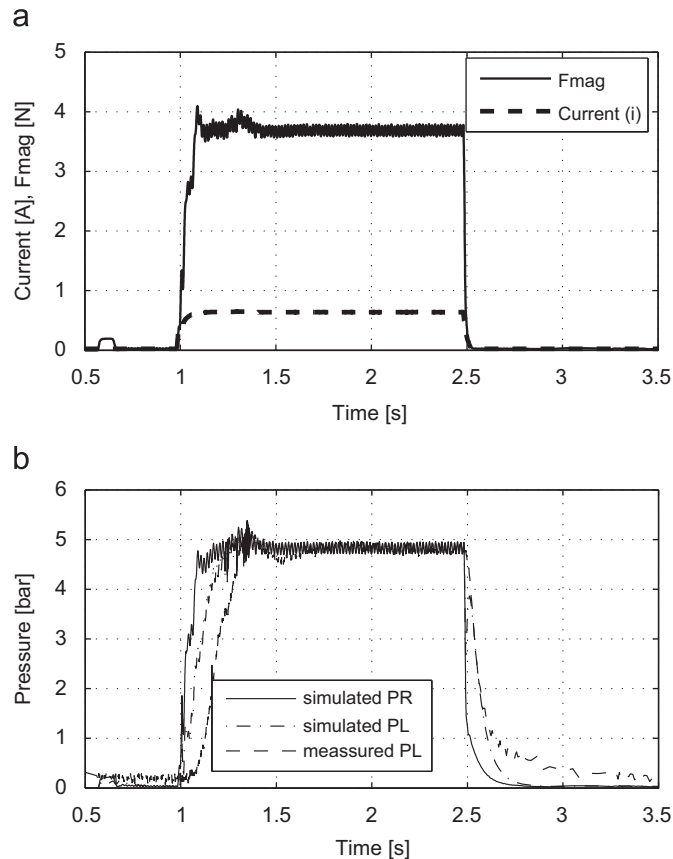 a
5
4
3
2
1
0
Current [A], Fmag [N]
Fmag
Current (i)
0.5 1 1.5 2 2.5 3 3.5
Time [s]
b
6
5
4
3
2
1
0
Pressure [bar]
simulated PR
simulated PL
meassured PL
0.5 1 1.5 2 2.5 3 3.5
Time [s]